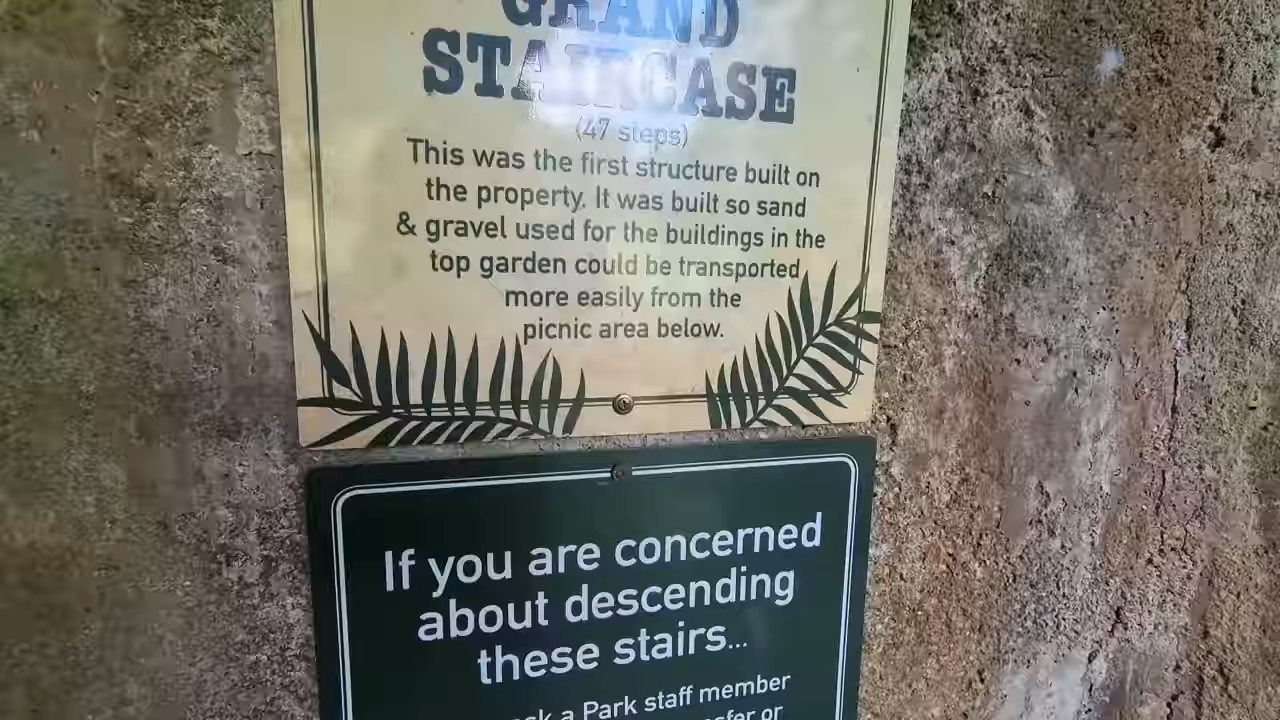 GRAND
STAIRCASE
(47 steps)
This was the first structure built on
the property. It was built so sand
& gravel used for the buildings in the
top garden could be transported
more easily from the
picnic area below.
If you are concerned
about descending
these stairs...
a Park staff member
or